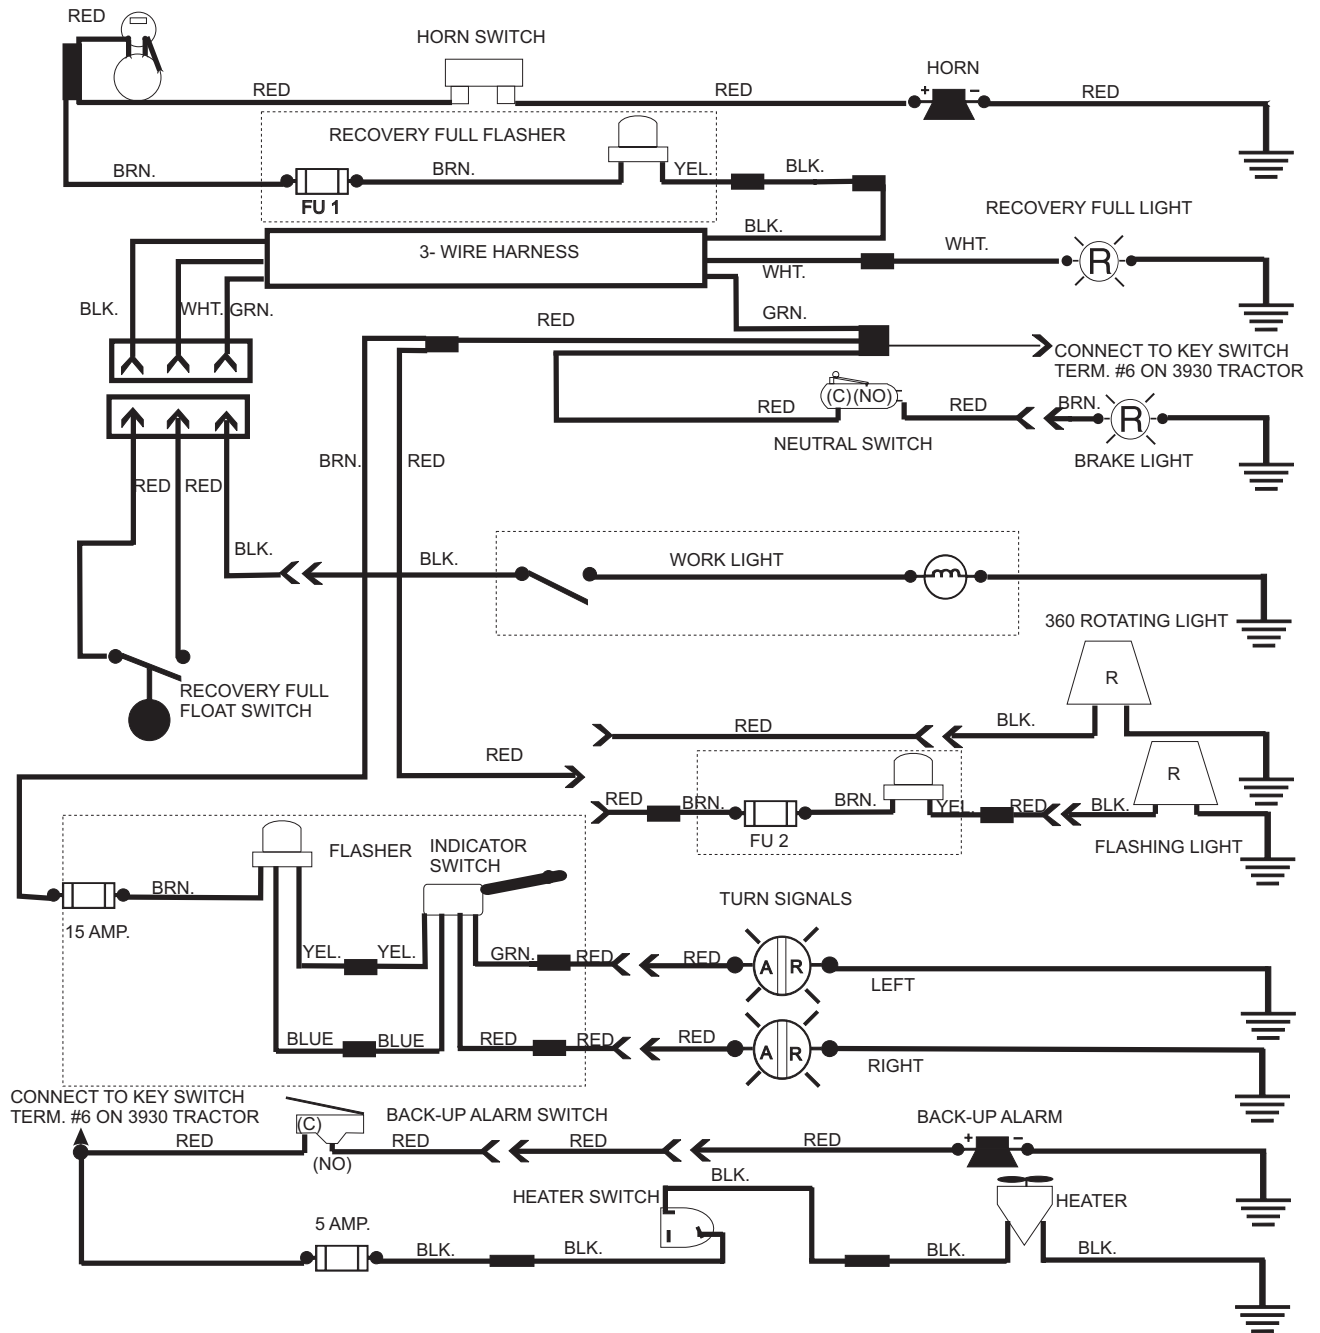 RED
HORN SWITCH
HORN
RED
RED
+
−
RED
RECOVERY FULL FLASHER
BRN.
BRN.
YEL.
BLK.
FU 1
RECOVERY FULL LIGHT
BLK.
3- WIRE HARNESS
WHT.
R
WHT.
BLK.
WHT.
GRN.
GRN.
RED
CONNECT TO KEY SWITCH
TERM. #6 ON 3930 TRACTOR
(C)
(NO)
RED
RED
BRN.
R
NEUTRAL SWITCH
BRAKE LIGHT
BRN.
RED
RED
RED
BLK.
BLK.
WORK LIGHT
360 ROTATING LIGHT
R
RECOVERY FULL
FLOAT SWITCH
RED
BLK.
RED
R
RED
BRN.
BRN.
YEL.
RED
BLK.
FU 2
FLASHING LIGHT
FLASHER
INDICATOR
SWITCH
BRN.
15 AMP.
TURN SIGNALS
YEL.
YEL.
GRN.
RED
RED
A
R
LEFT
BLUE
BLUE
RED
RED
RED
A
R
RIGHT
CONNECT TO KEY SWITCH
TERM. #6 ON 3930 TRACTOR
(C)
BACK-UP ALARM SWITCH
BACK-UP ALARM
RED
RED
RED
RED
+
−
(NO)
BLK.
HEATER SWITCH
HEATER
5 AMP.
BLK.
BLK.
BLK.
BLK.